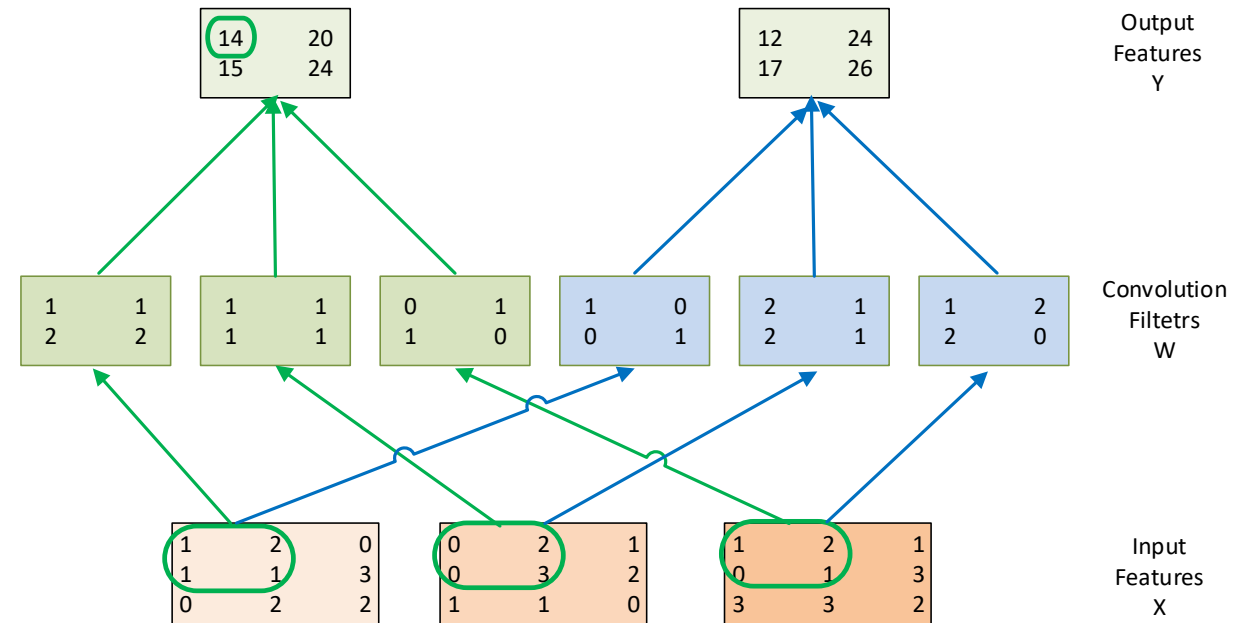 14 20
15 24
12 24
17 26
Output
Features
Y
1 1
2 2
1 1
1 1
0 1
1 0
1 0
0 1
2 1
2 1
1 2
2 0
Convolution
Filtetrs
W
1 2 0
1 1 3
0 2 2
0 2 1
0 3 2
1 1 0
1 2 1
0 1 3
3 3 2
Input
Features
X